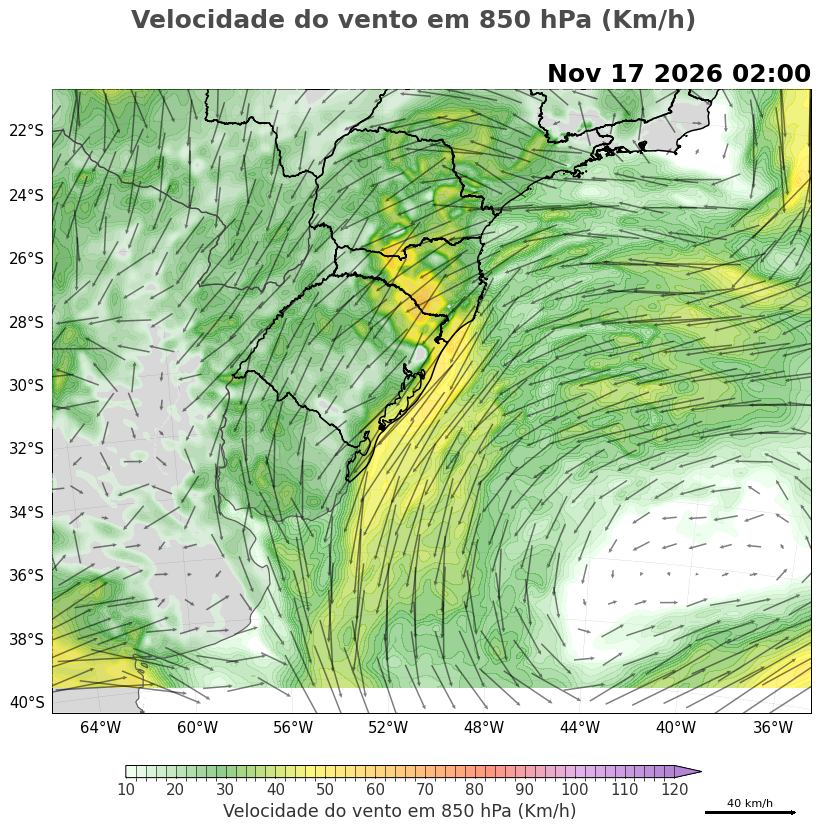 Velocidade do vento em 850 hPa (Km/h)
Nov 17 2026 02:00
22°S
24°S
26°S
28°S
30°S
32°S
34°S
36°S
38°S
40°S
64°W 60°W 56°W 52°W 48°W 44°W 40°W 36°W
10 20 30 40 50 60 70 80 90 100 110 120
Velocidade do vento em 850 hPa (Km/h)
40 km/h